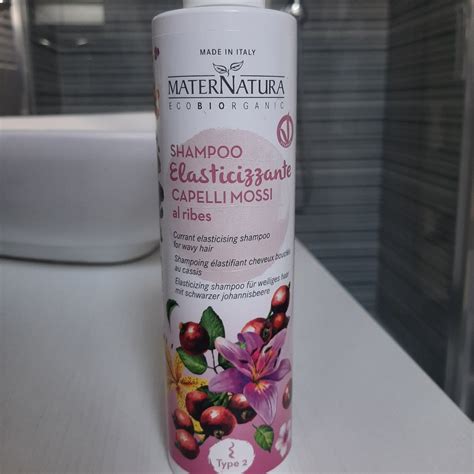 MADE IN ITALY
MATERNATURA
ECOBIORGANIC
SHAMPOO
Elasticizzante
CAPELLI MOSSI
al ribes
Currant elasticising shampoo
for wavy hair
Shampoing élastifiant cheveux bouclés
au cassis
Elasticizing shampoo für welliges haar
mit schwarzer johannisbeere
Type 2